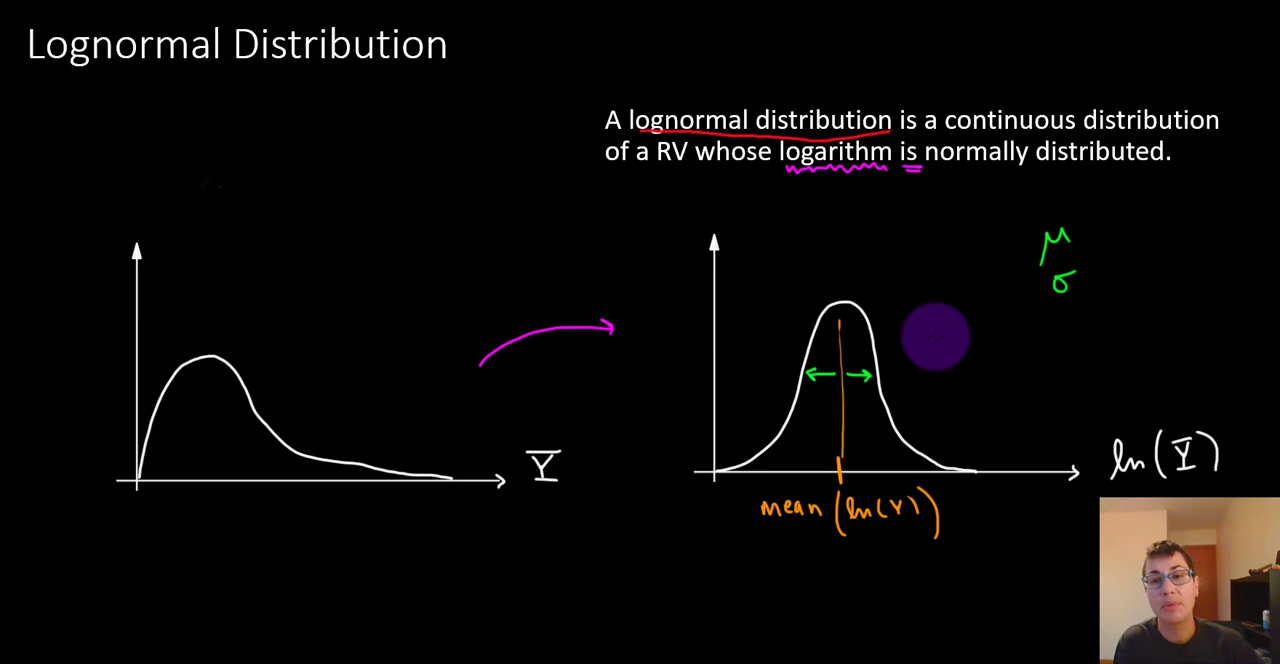 Lognormal Distribution
A lognormal distribution is a continuous distribution
of a RV whose logarithm is normally distributed.
μ
σ
Y
ln(Y)
mean (ln(Y))